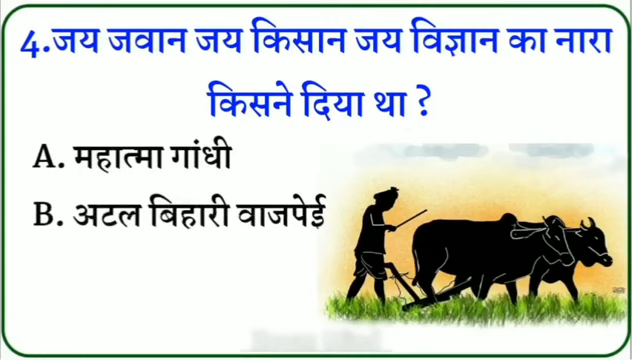 4.जय जवान जय किसान जय विज्ञान का नारा
किसने दिया था ?
A. महात्मा गांधी
B. अटल बिहारी वाजपेई